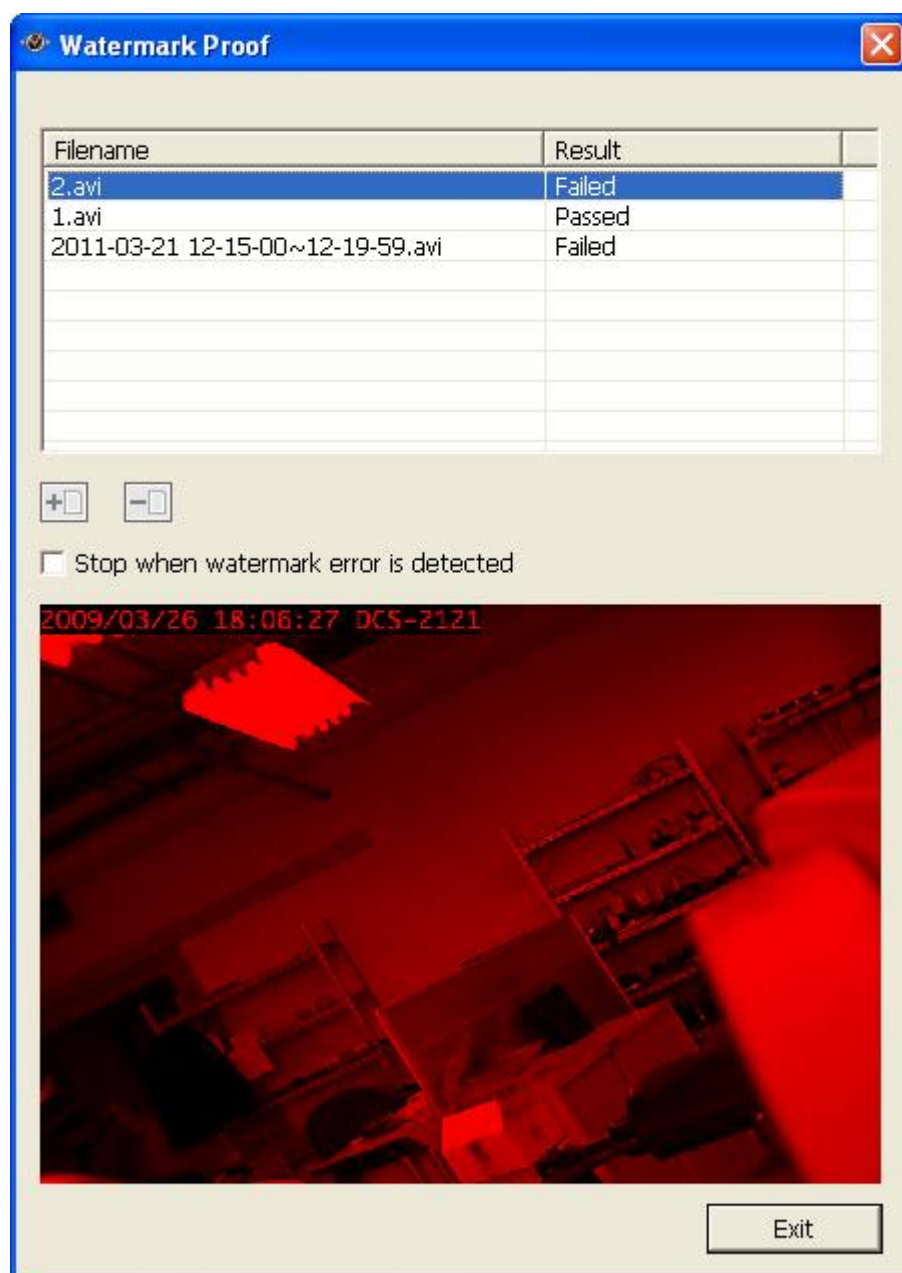 Watermark Proof
Filename Result
2.avi Failed
1.avi Passed
2011-03-21 12-15-00~12-19-59.avi Failed
Stop when watermark error is detected
2009/03/26 18:06:27 DCS-2121
Exit